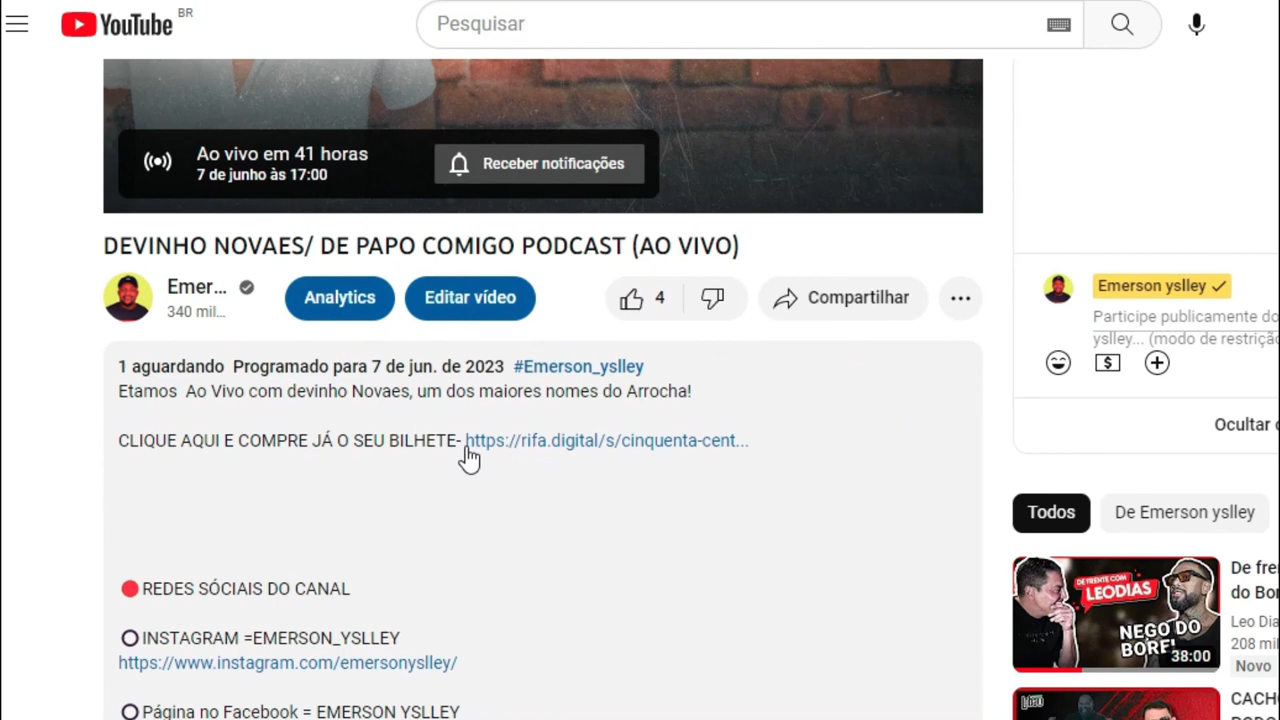 YouTube BR
Pesquisar
Ao vivo em 41 horas
7 de junho às 17:00
Receber notificações
DEVINHO NOVAES/ DE PAPO COMIGO PODCAST (AO VIVO)
Emer...
340 mil...
Analytics
Editar vídeo
4
Compartilhar
1 aguardando Programado para 7 de jun. de 2023 #Emerson_yslley
Etamos Ao Vivo com devinho Novaes, um dos maiores nomes do Arrocha!
CLIQUE AQUI E COMPRE JÁ O SEU BILHETE- https://rifa.digital/s/cinquenta-cent...
REDES SÓCIAIS DO CANAL
INSTAGRAM =EMERSON_YSLLEY
https://www.instagram.com/emersonyslley/
Página no Facebook = EMERSON YSLLEY
Emerson yslley
Participe publicamente do
yslley... (modo de restriçã
Ocultar
Todos
De Emerson yslley
DE FRENTE COM
LEODIAS
NEGO DO
BOREL
38:00
De fre
do Bor
Leo Dia
208 mil
Novo
CACH